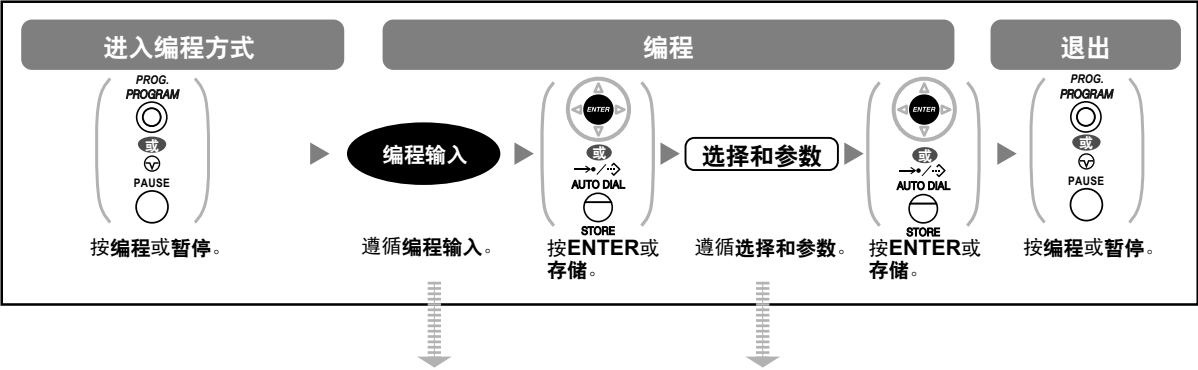 进入编程方式
编程
退出
PROG.
PROGRAM
或
PAUSE
按编程或暂停。
编程输入
遵循编程输入。
ENTER
或
AUTO DIAL
STORE
按ENTER或
存储。
选择和参数
遵循选择和参数。
ENTER
或
AUTO DIAL
STORE
按ENTER或
存储。
PROG.
PROGRAM
或
PAUSE
按编程或暂停。